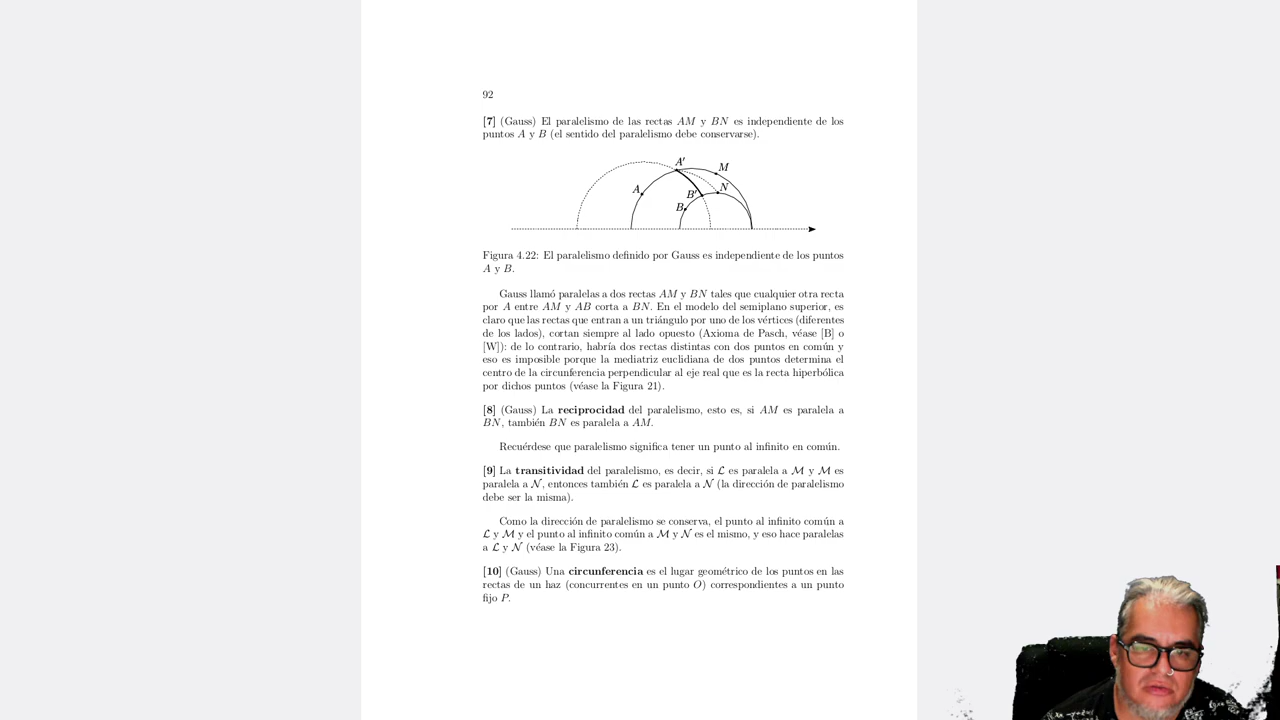 92
[7] (Gauss) El paralelismo de las rectas AM y BN es independiente de los
puntos A y B (el sentido del paralelismo debe conservarse).
A′
M
A
B′
N
B
Figura 4.22: El paralelismo definido por Gauss es independiente de los puntos
A y B.
Gauss llamó paralelas a dos rectas AM y BN tales que cualquier otra recta
por A entre AM y AB corta a BN. En el modelo del semiplano superior, es
claro que las rectas que entran a un triángulo por uno de los vértices (diferentes
de los lados), cortan siempre al lado opuesto (Axioma de Pasch, véase [B] o
[W]): de lo contrario, habría dos rectas distintas con dos puntos en común y
eso es imposible porque la mediatriz euclidiana de dos puntos determina el
centro de la circunferencia perpendicular al eje real que es la recta hiperbólica
por dichos puntos (véase la Figura 21).
[8] (Gauss) La reciprocidad del paralelismo, esto es, si AM es paralela a
BN, también BN es paralela a AM.
Recuérdese que paralelismo significa tener un punto al infinito en común.
[9] La transitividad del paralelismo, es decir, si ℒ es paralela a ℳ y ℳ es
paralela a 𝒩, entonces también ℒ es paralela a 𝒩 (la dirección de paralelismo
debe ser la misma).
Como la dirección de paralelismo se conserva, el punto al infinito común a
ℒ y ℳ y el punto al infinito común a ℳ y 𝒩 es el mismo, y eso hace paralelas
a ℒ y 𝒩 (véase la Figura 23).
[10] (Gauss) Una circunferencia es el lugar geométrico de los puntos en las
rectas de un haz (concurrentes en un punto O) correspondientes a un punto
fijo P.